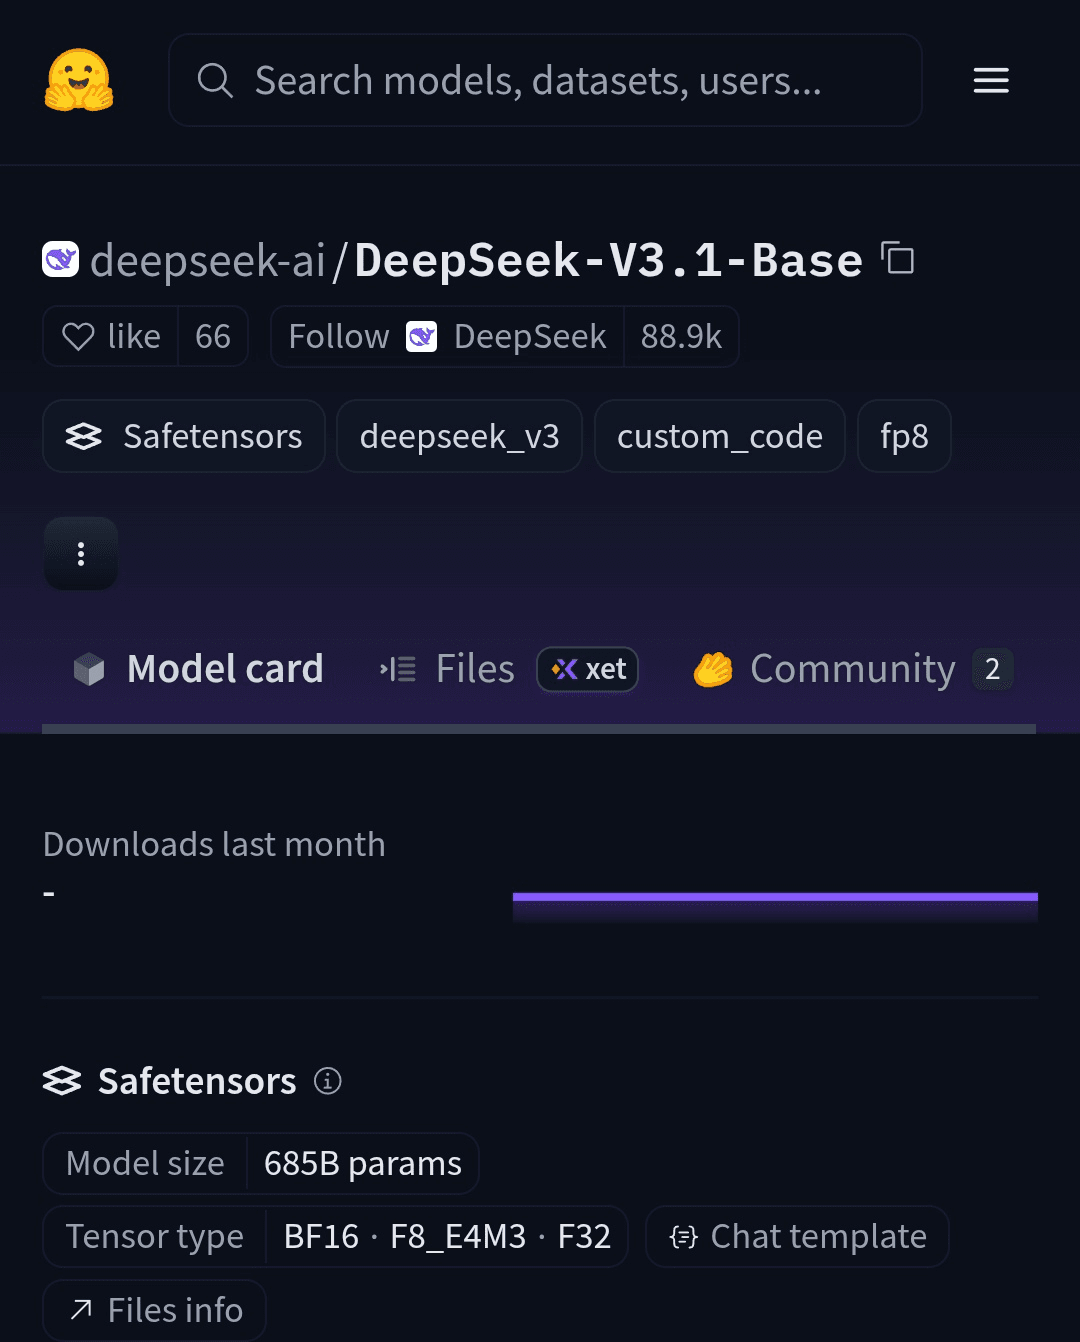 Search models, datasets, users...
deepseek-ai/DeepSeek-V3.1-Base
like 66 Follow DeepSeek 88.9k
Safetensors deepseek_v3 custom_code fp8
Model card Files xet Community 2
Downloads last month
-
Safetensors
Model size 685B params
Tensor type BF16 · F8_E4M3 · F32 Chat template
Files info